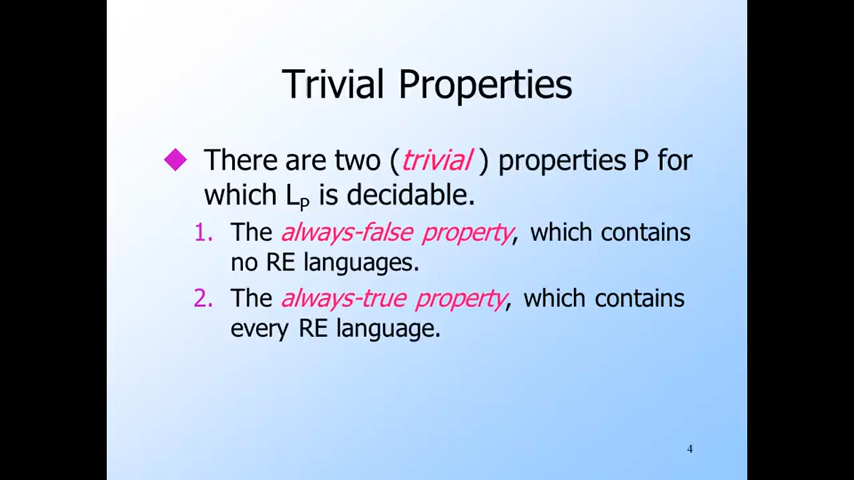 Trivial Properties
◆ There are two (trivial ) properties P for
which LP is decidable.
1. The always-false property, which contains
no RE languages.
2. The always-true property, which contains
every RE language.
4